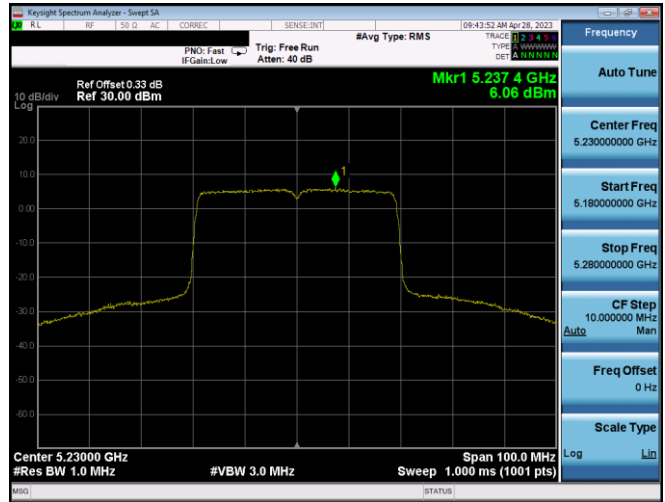 Keysight Spectrum Analyzer - Swept SA
RL RF 50 Ω AC CORREC SENSE:INT 09:43:52 AM Apr 28, 2023
#Avg Type: RMS TRACE 1 2 3 4 5 6
PNO: Fast Trig: Free Run TYPE A WWWWW
IFGain:Low Atten: 40 dB DET A N N N N N
Mkr1 5.237 4 GHz
Ref Offset 0.33 dB
10 dB/div Ref 30.00 dBm 6.06 dBm
Log
20.0
10.0
0.00
-10.0
-20.0
-30.0
-40.0
-50.0
-60.0
1
Center 5.23000 GHz Span 100.0 MHz
#Res BW 1.0 MHz #VBW 3.0 MHz Sweep 1.000 ms (1001 pts)
MSG STATUS
Frequency
Auto Tune
Center Freq
5.230000000 GHz
Start Freq
5.180000000 GHz
Stop Freq
5.280000000 GHz
CF Step
10.000000 MHz
Auto Man
Freq Offset
0 Hz
Scale Type
Log Lin